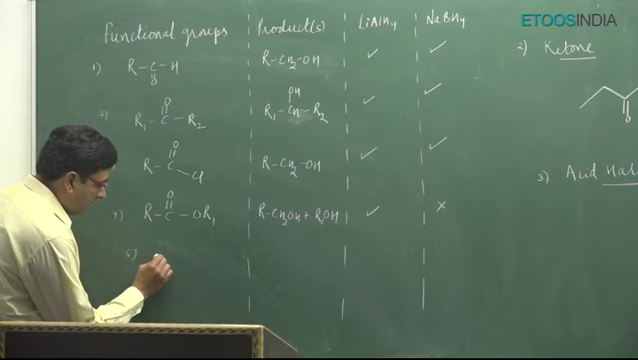 ETOOSINDIA
Functional groups Product(s) LiAlH4 NaBH4
1) R-C-H R-CH2-OH ✓ ✓
O
OH
O
2) R1-C-R2 R1-CH-R2 ✓ ✓
O
R-C-Cl R-CH2-OH ✓ ✓
O
4) R-C-OR1 R-CH2OH + R1OH ✓ ×
5)
2) Ketone
O
3) Acid Hal